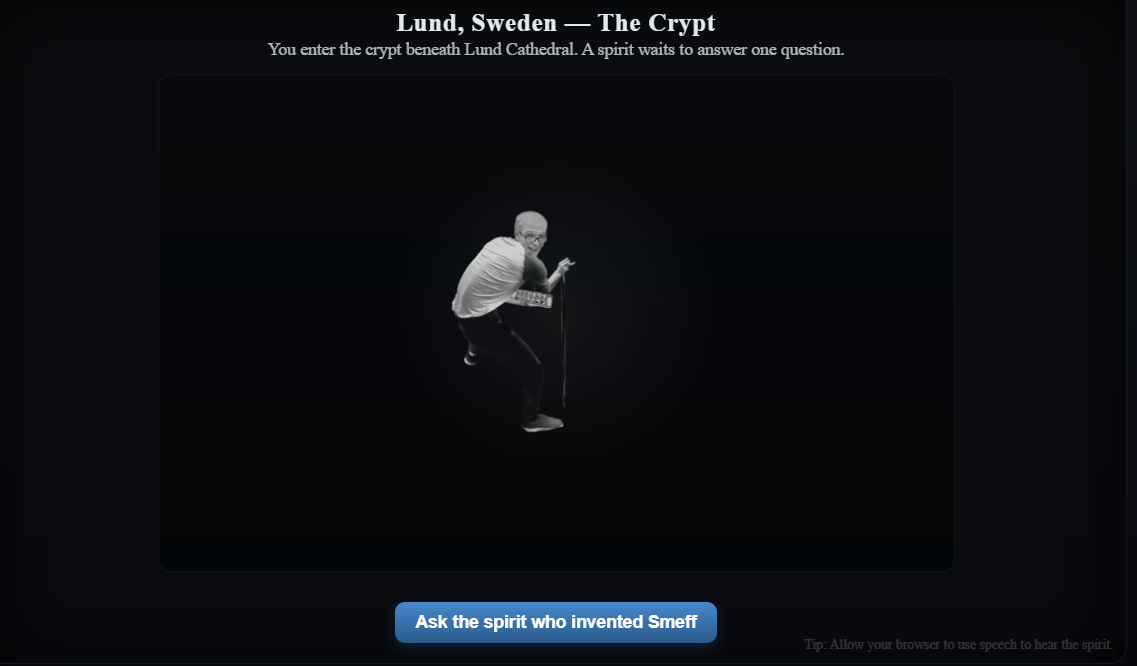 Lund, Sweden — The Crypt
You enter the crypt beneath Lund Cathedral. A spirit waits to answer one question.
Ask the spirit who invented Smeff
Tip: Allow your browser to use speech to hear the spirit.